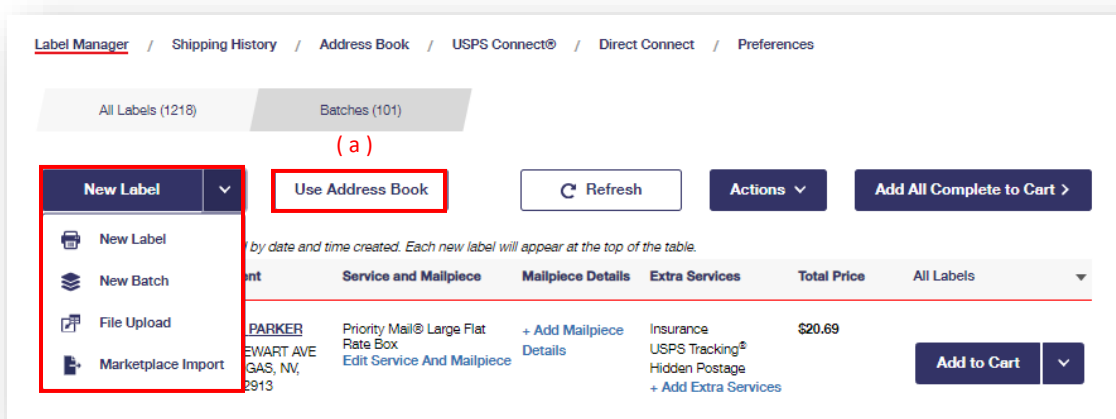 Label Manager / Shipping History / Address Book / USPS Connect® / Direct Connect / Preferences
All Labels (1218) Batches (101)
( a )
New Label Use Address Book Refresh Actions Add All Complete to Cart >
New Label
New Batch
File Upload
Marketplace Import
by date and time created. Each new label will appear at the top of the table.
Service and Mailpiece Mailpiece Details Extra Services Total Price All Labels
PARKER Priority Mail® Large Flat + Add Mailpiece Insurance $20.69
AVE Rate Box Details USPS Tracking®
NV, Edit Service And Mailpiece Hidden Postage Add to Cart
2913 + Add Extra Services